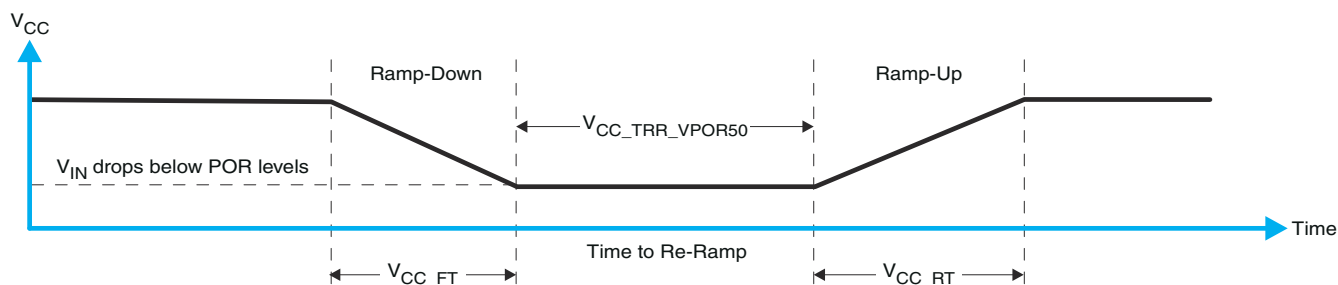 VCC
Ramp-Down
Ramp-Up
VCC_TRR_VPOR50
VIN drops below POR levels
Time
Time to Re-Ramp
VCC_FT
VCC_RT